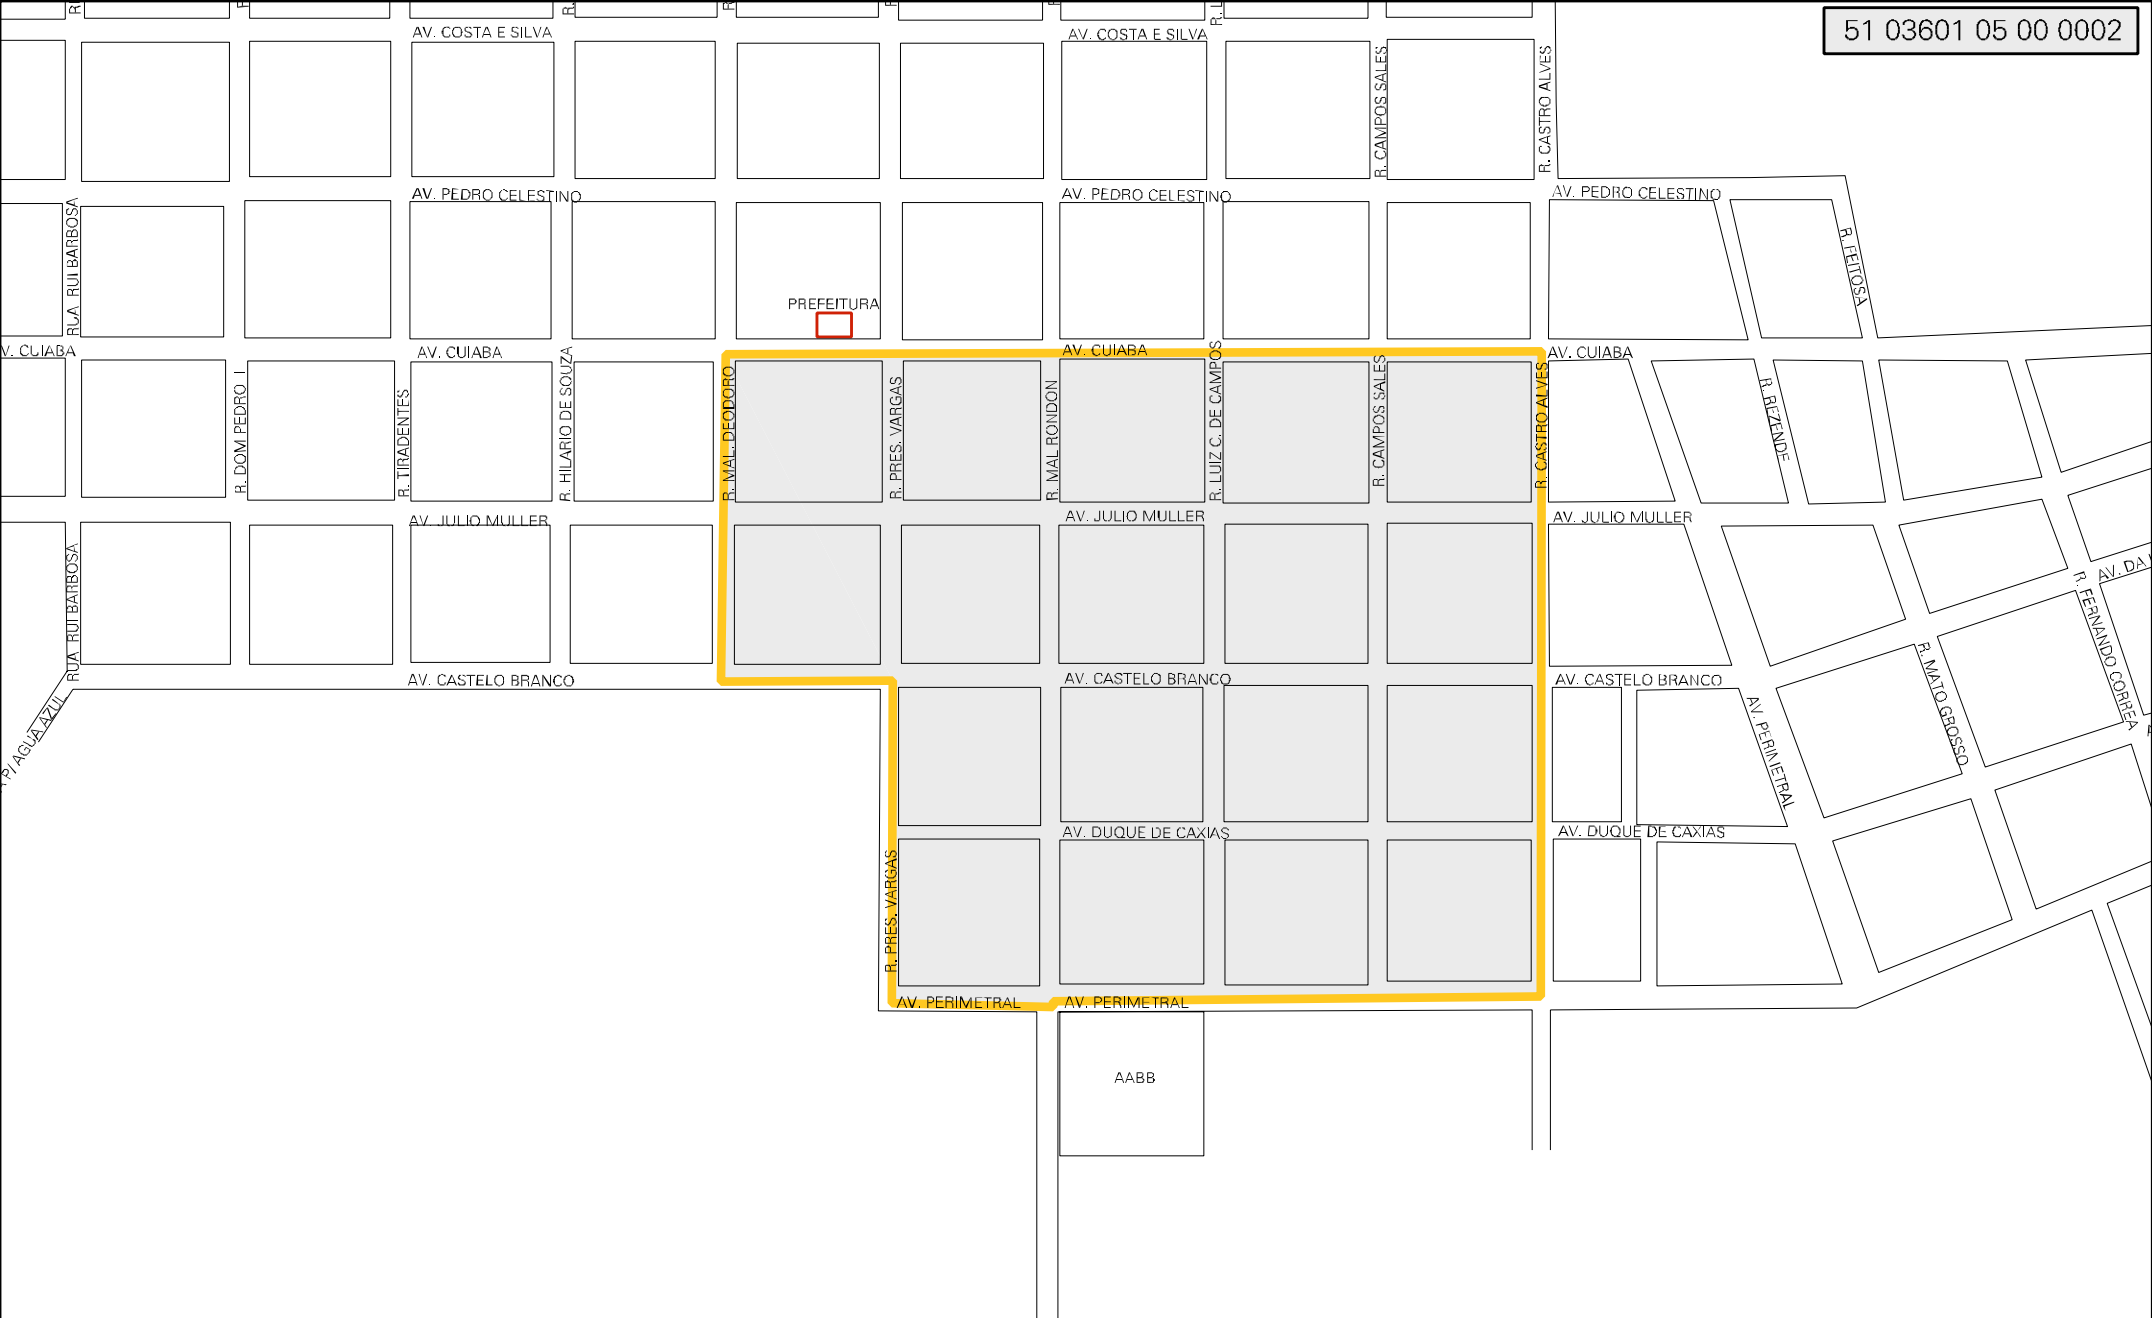 51 03601 05 00 0002
AV. COSTA E SILVA
AV. COSTA E SILVA
R. CAMPOS SALES
R. CASTRO ALVES
AV. PEDRO CELESTINO
AV. PEDRO CELESTINO
AV. PEDRO CELESTINO
RUA RUI BARBOSA
R. FEITOSA
PREFEITURA
V. CUIABA
AV. CUIABA
AV. CUIABA
AV. CUIABA
R. DOM PEDRO I
R. TIRADENTES
R. HILARIO DE SOUZA
R. MAL. DEODORO
R. PRES. VARGAS
R. MAL RONDON
R. LUIZ C. DE CAMPOS
R. CAMPOS SALES
R. CASTRO ALVES
R. REZENDE
AV. JULIO MULLER
AV. JULIO MULLER
AV. JULIO MULLER
RUA RUI BARBOSA
AV. DA
R. FERNANDO CORREA
R. MATO GROSSO
AV. CASTELO BRANCO
AV. CASTELO BRANCO
AV. CASTELO BRANCO
P/ AGUA AZUL
AV. PERIMETRAL
AV. DUQUE DE CAXIAS
AV. DUQUE DE CAXIAS
R. PRES. VARGAS
AV. PERIMETRAL
AV. PERIMETRAL
AABB